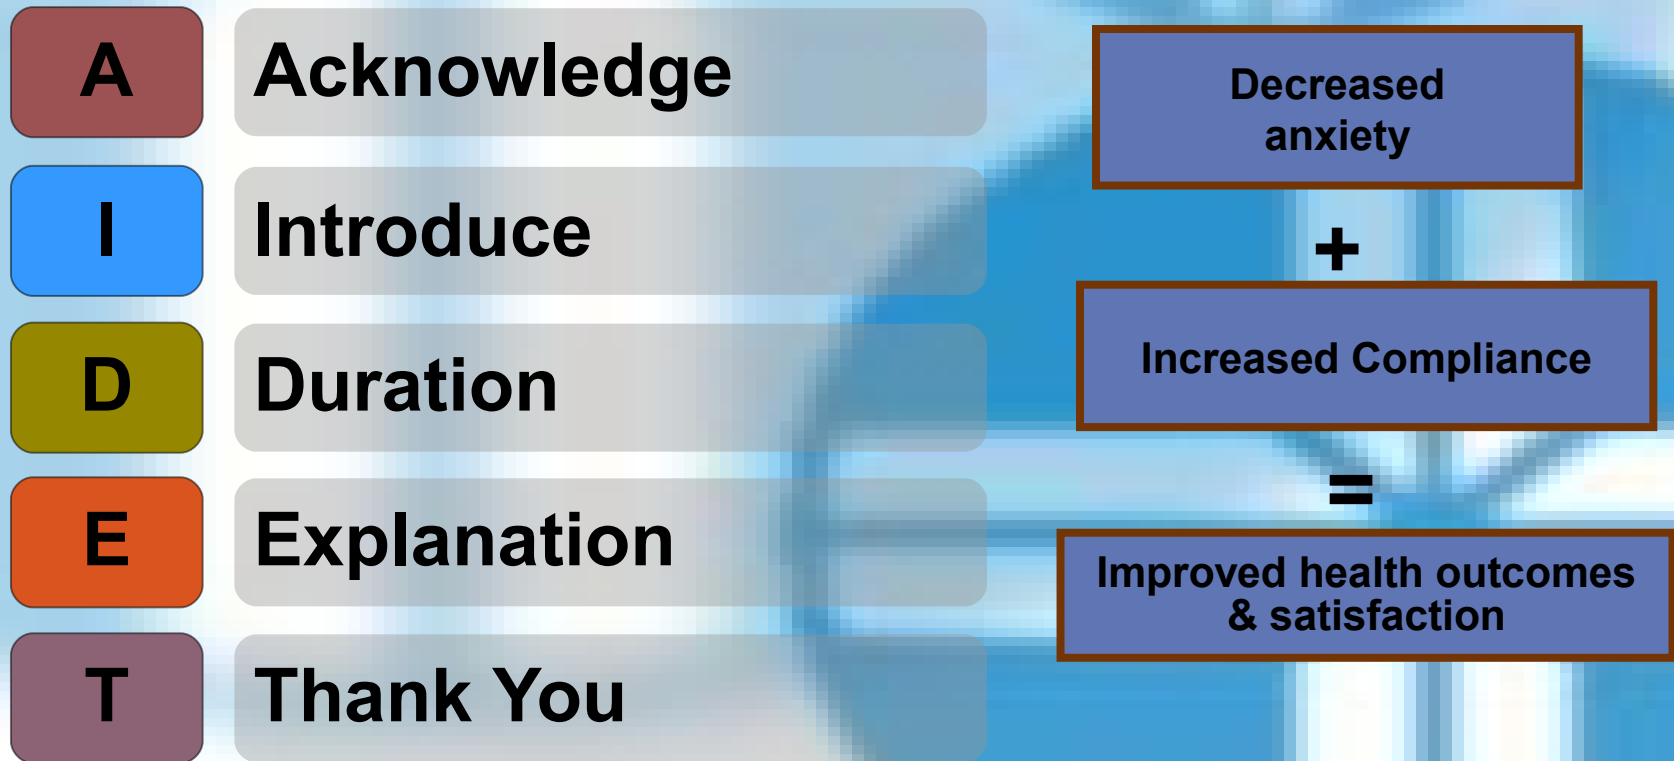 A Acknowledge
I Introduce
D Duration
E Explanation
T Thank You
Decreased
anxiety
+
Increased Compliance
=
Improved health outcomes
& satisfaction